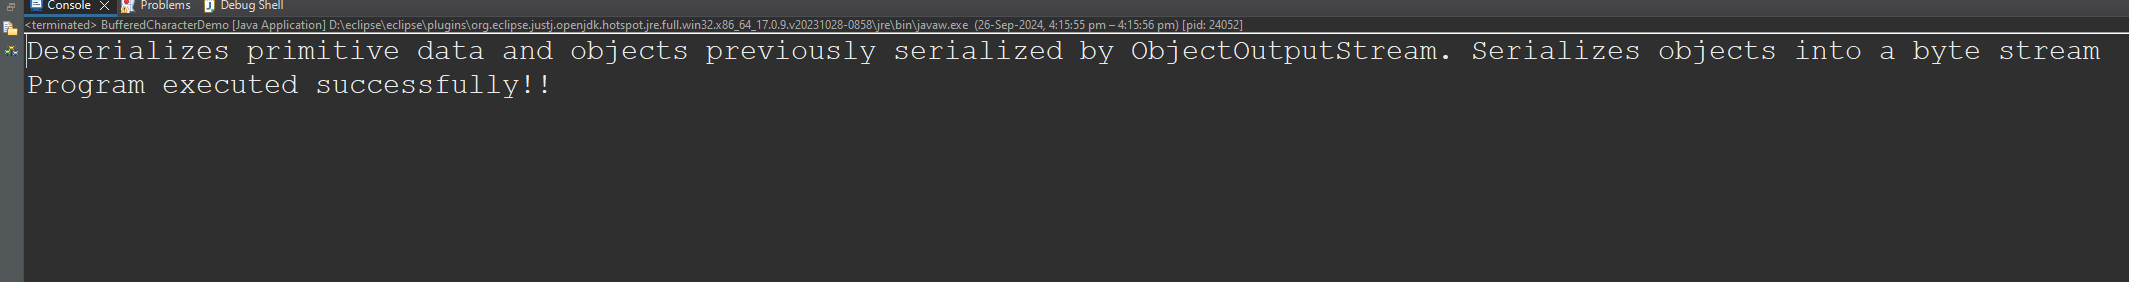 Console Problems Debug Shell
<terminated> BufferedCharacterDemo [Java Application] D:\eclipse\eclipse\plugins\org.eclipse.justj.openjdk.hotspot.jre.full.win32.x86_64_17.0.9.v20231028-0858\jre\bin\javaw.exe (26-Sep-2024, 4:15:55 pm – 4:15:56 pm) [pid: 24052]
Deserializes primitive data and objects previously serialized by ObjectOutputStream. Serializes objects into a byte stream
Program executed successfully!!